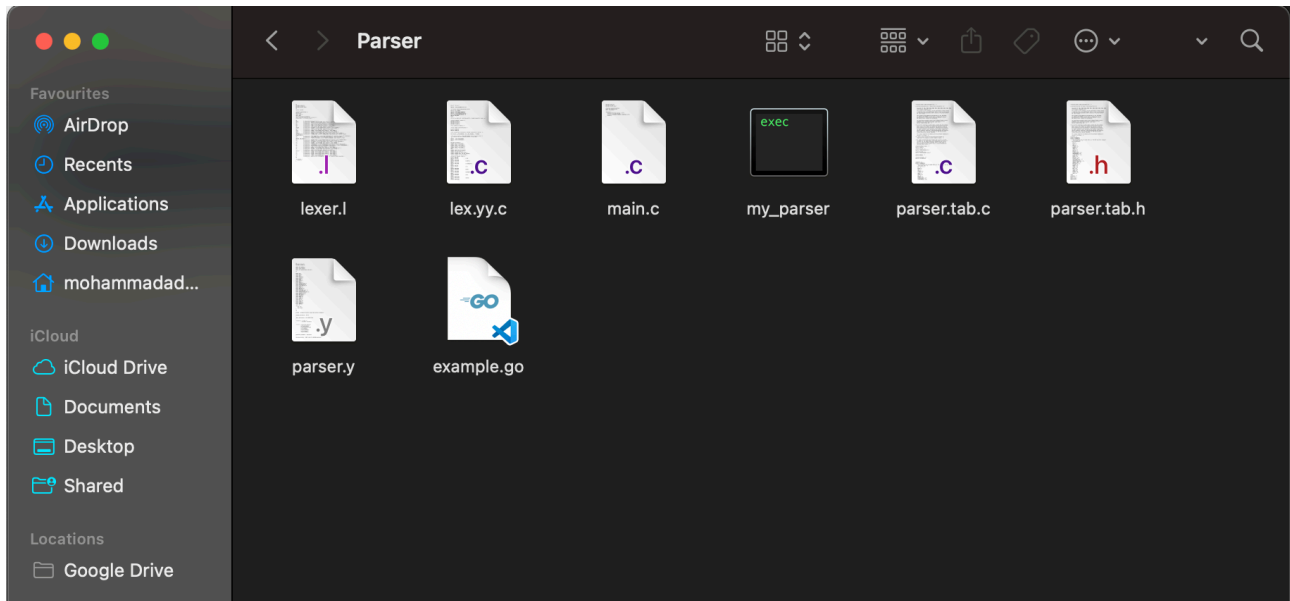 Parser
Favourites
AirDrop
Recents
Applications
Downloads
mohammadad...
iCloud
iCloud Drive
Documents
Desktop
Shared
Locations
Google Drive
.l
.c
.c
exec
.c
.h
lexer.l
lex.yy.c
main.c
my_parser
parser.tab.c
parser.tab.h
.y
GO
parser.y
example.go